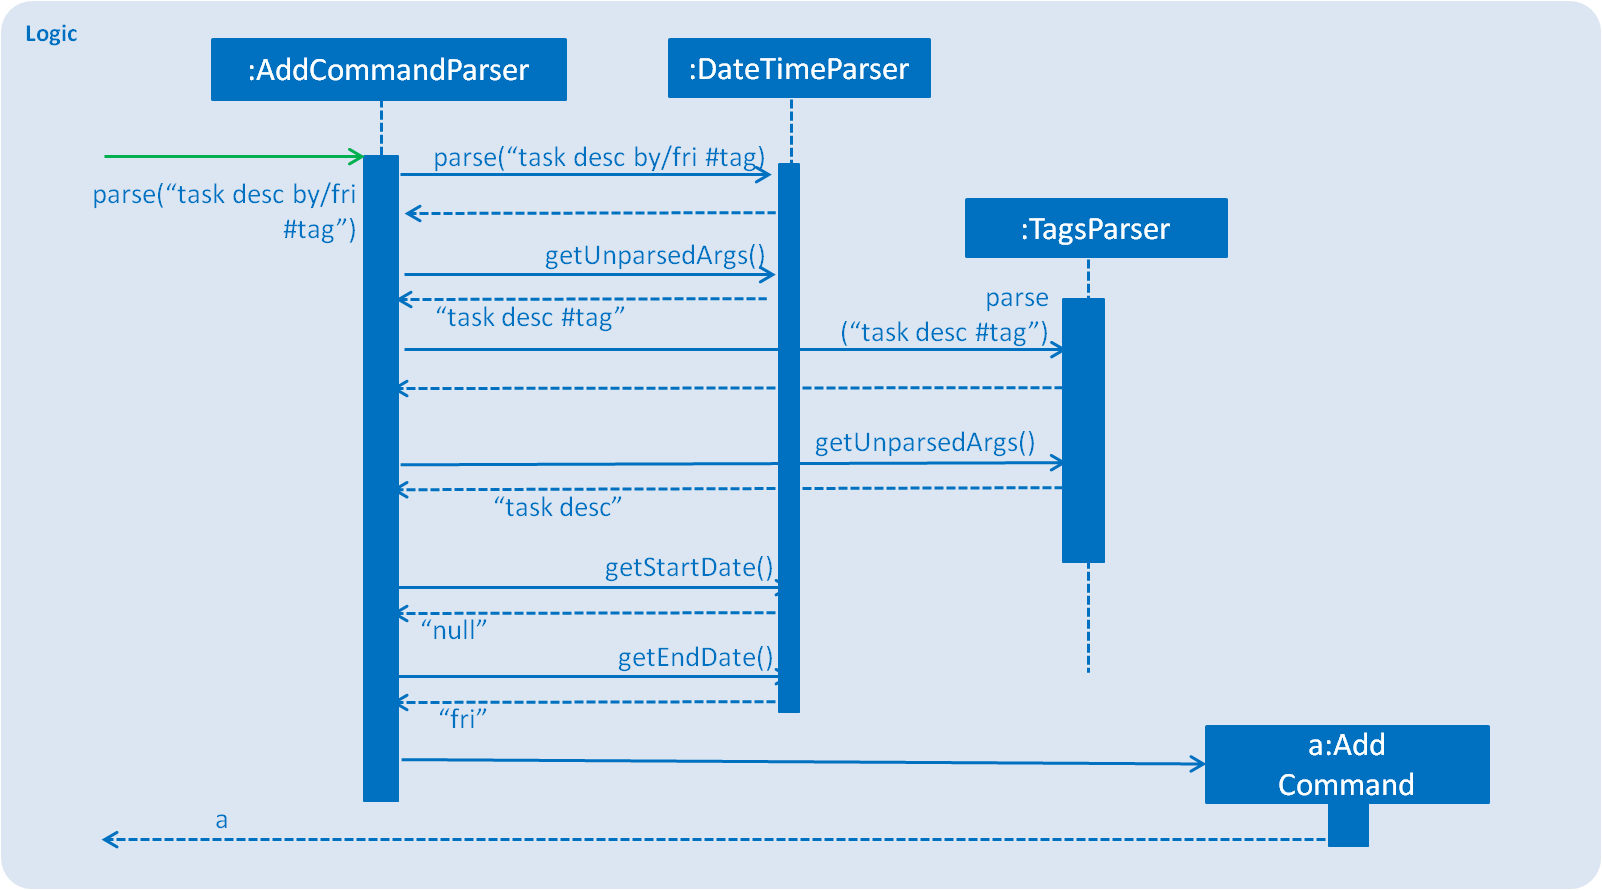 Logic
:AddCommandParser
:DateTimeParser
parse(“task desc by/fri #tag)
parse(“task desc by/fri
#tag”)
:TagsParser
getUnparsedArgs()
“task desc #tag”
parse
(“task desc #tag”)
getUnparsedArgs()
“task desc”
getStartDate()
“null”
getEndDate()
“fri”
a:Add
Command
a